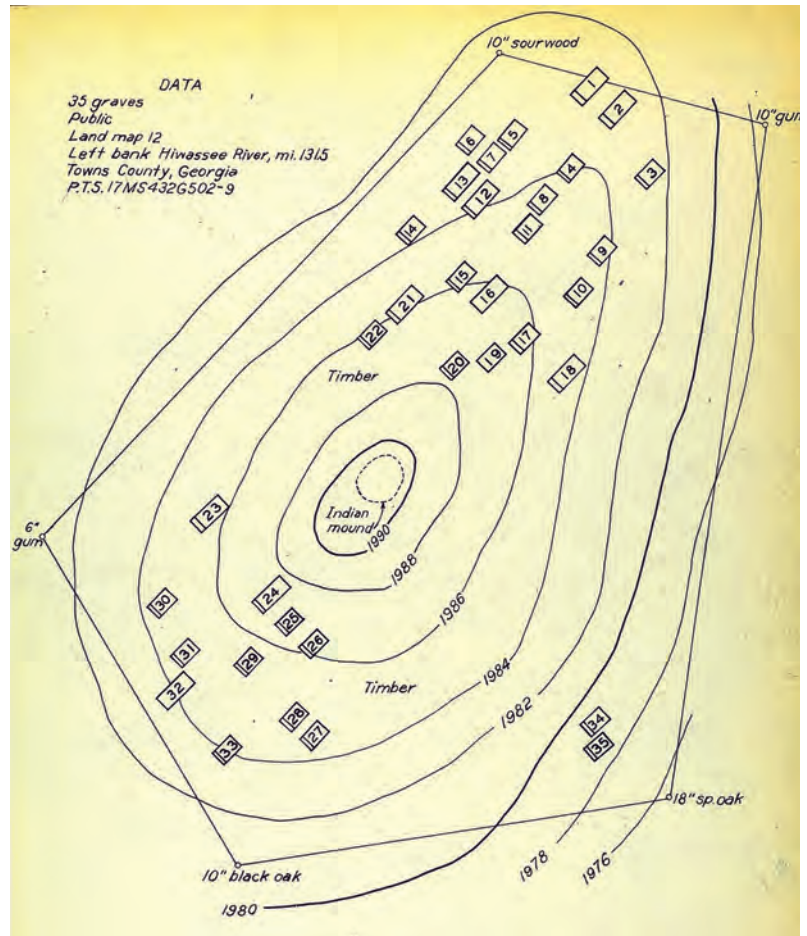 10" sourwood
DATA
35 graves
Public
Land map 12
Left bank Hiwassee River, mi. 131.5
Towns County, Georgia
P.T.S. 17MS432G502-9
10" gum
1
2
3
4
5
6
7
8
9
10
11
12
13
14
15
16
17
18
19
20
21
22
Timber
Indian
mound
1990
1988
1986
1984
1982
1980
1978
1976
23
6"
gum
24
25
26
27
28
29
30
31
32
33
Timber
34
35
18" sp. oak
10" black oak